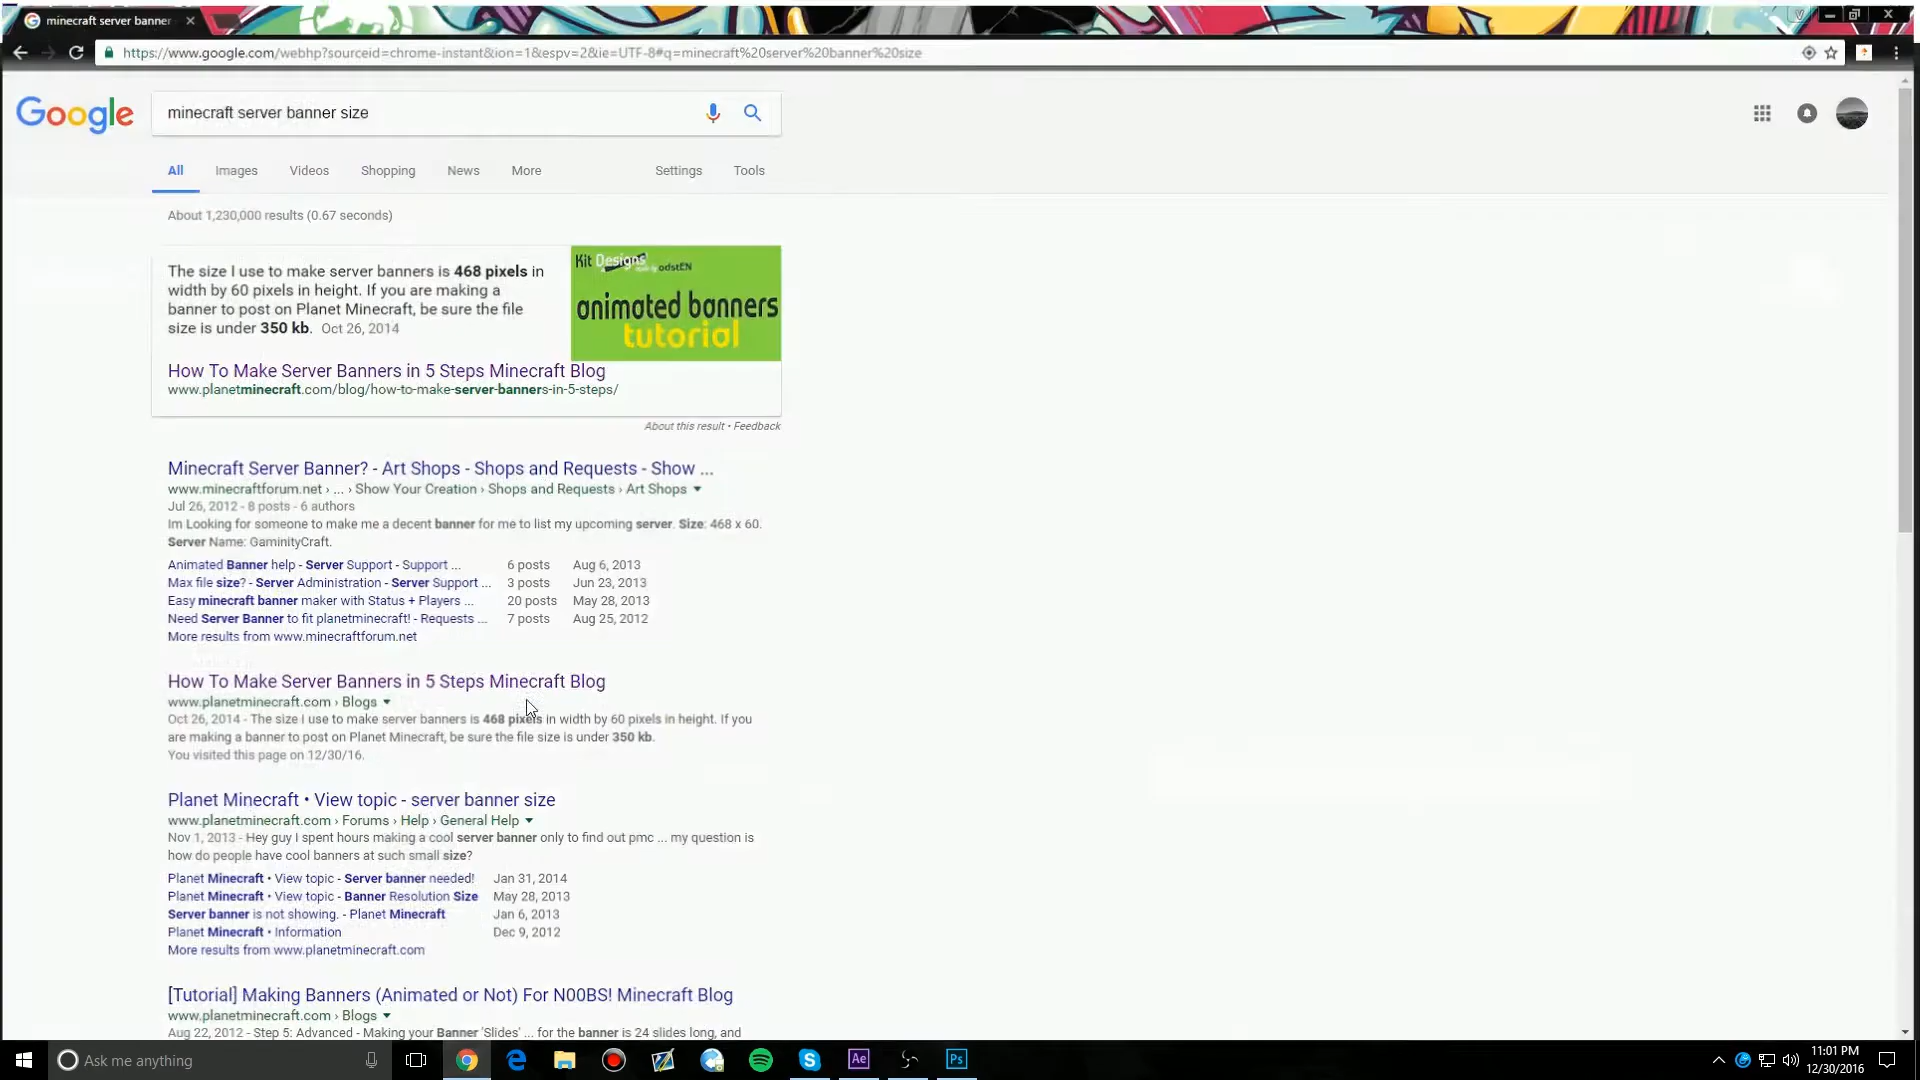 minecraft server banner
https://www.google.com/webhp?sourceid=chrome-instant&ion=1&espv=2&ie=UTF-8#q=minecraft%20server%20banner%20size
Google
minecraft server banner size
All Images Videos Shopping News More Settings Tools
About 1,230,000 results (0.67 seconds)
The size I use to make server banners is 468 pixels in
width by 60 pixels in height. If you are making a
banner to post on Planet Minecraft, be sure the file
size is under 350 kb. Oct 26, 2014
Kit Designs
odstEN
animated banners
tutorial
How To Make Server Banners in 5 Steps Minecraft Blog
www.planetminecraft.com/blog/how-to-make-server-banners-in-5-steps/
About this result • Feedback
Minecraft Server Banner? - Art Shops - Shops and Requests - Show ...
www.minecraftforum.net › ... › Show Your Creation › Shops and Requests › Art Shops
Jul 26, 2012 - 8 posts - 6 authors
Im Looking for someone to make me a decent banner for me to list my upcoming server. Size: 468 x 60.
Server Name: GaminityCraft.
Animated Banner help - Server Support - Support ... 6 posts Aug 6, 2013
Max file size? - Server Administration - Server Support ... 3 posts Jun 23, 2013
Easy minecraft banner maker with Status + Players ... 20 posts May 28, 2013
Need Server Banner to fit planetminecraft! - Requests ... 7 posts Aug 25, 2012
More results from www.minecraftforum.net
How To Make Server Banners in 5 Steps Minecraft Blog
www.planetminecraft.com › Blogs
Oct 26, 2014 - The size I use to make server banners is 468 pixels in width by 60 pixels in height. If you
are making a banner to post on Planet Minecraft, be sure the file size is under 350 kb.
You visited this page on 12/30/16.
Planet Minecraft • View topic - server banner size
www.planetminecraft.com › Forums › Help › General Help
Nov 1, 2013 - Hey guy I spent hours making a cool server banner only to find out pmc ... my question is
how do people have cool banners at such small size?
Planet Minecraft • View topic - Server banner needed! Jan 31, 2014
Planet Minecraft • View topic - Banner Resolution Size May 28, 2013
Server banner is not showing. - Planet Minecraft Jan 6, 2013
Planet Minecraft • Information Dec 9, 2012
More results from www.planetminecraft.com
[Tutorial] Making Banners (Animated or Not) For N00BS! Minecraft Blog
www.planetminecraft.com › Blogs
Aug 22, 2012 - Step 5: Advanced - Making your Banner 'Slides' ... for the banner is 24 slides long, and
Ask me anything
Ae
Ps
11:01 PM
12/30/2016